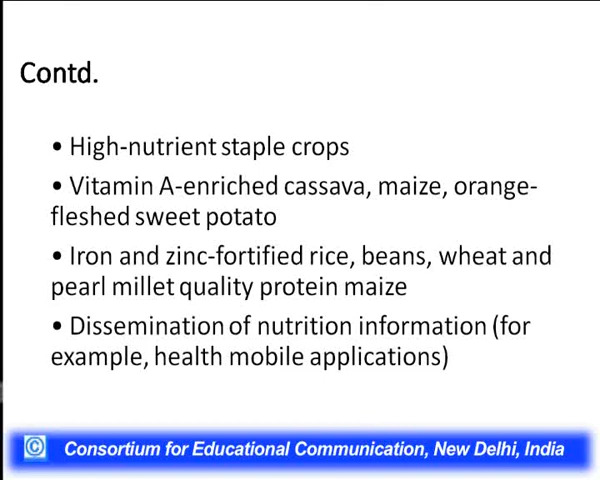 Contd.
• High-nutrient staple crops
• Vitamin A-enriched cassava, maize, orange-
fleshed sweet potato
• Iron and zinc-fortified rice, beans, wheat and
pearl millet quality protein maize
• Dissemination of nutrition information (for
example, health mobile applications)
© Consortium for Educational Communication, New Delhi, India